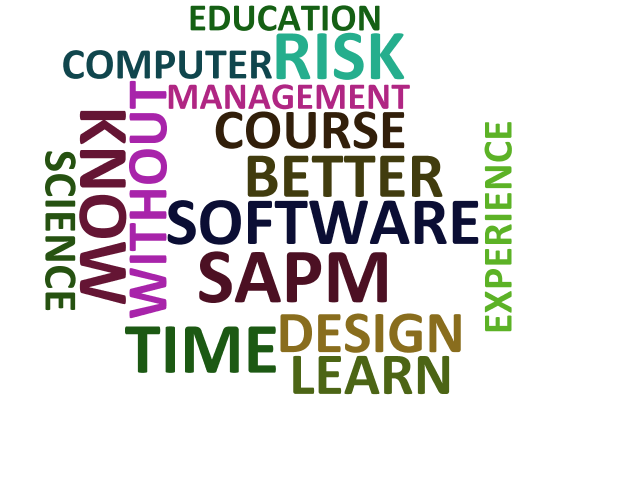 EDUCATION
COMPUTER RISK
MANAGEMENT
COURSE
BETTER
SOFTWARE
SAPM
TIME DESIGN
LEARN
SCIENCE
KNOW
WITHOUT
EXPERIENCE